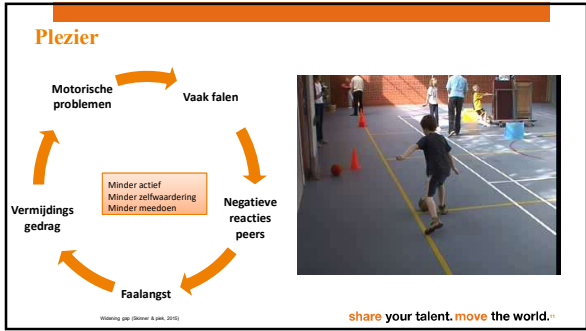 Plezier
Motorische
problemen
Vaak falen
Negatieve
reacties
peers
Faalangst
Vermijdings
gedrag
Minder actief
Minder zelfwaardering
Minder meedoen
Widening gap (Skinner & piek, 2015)
share your talent. move the world.